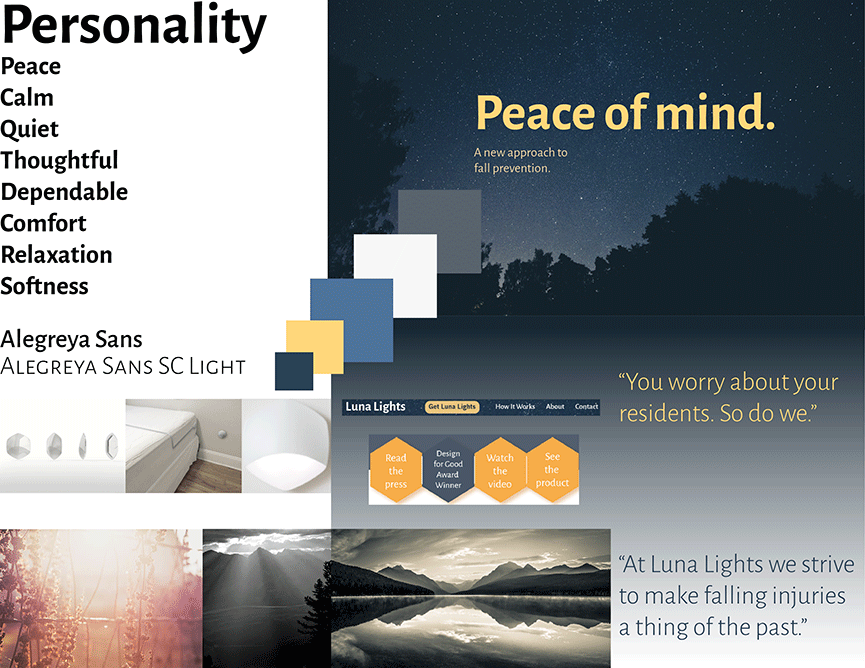 Personality
Peace
Calm
Quiet
Thoughtful
Dependable
Comfort
Relaxation
Softness
Alegreya Sans
Alegreya Sans SC Light
Peace of mind.
A new approach to
fall prevention.
Luna Lights
Get Luna Lights
How It Works
About
Contact
Read
the
press
Design
for Good
Award
Winner
Watch
the
video
See
the
product
“You worry about your
residents. So do we.”
“At Luna Lights we strive
to make falling injuries
a thing of the past.”